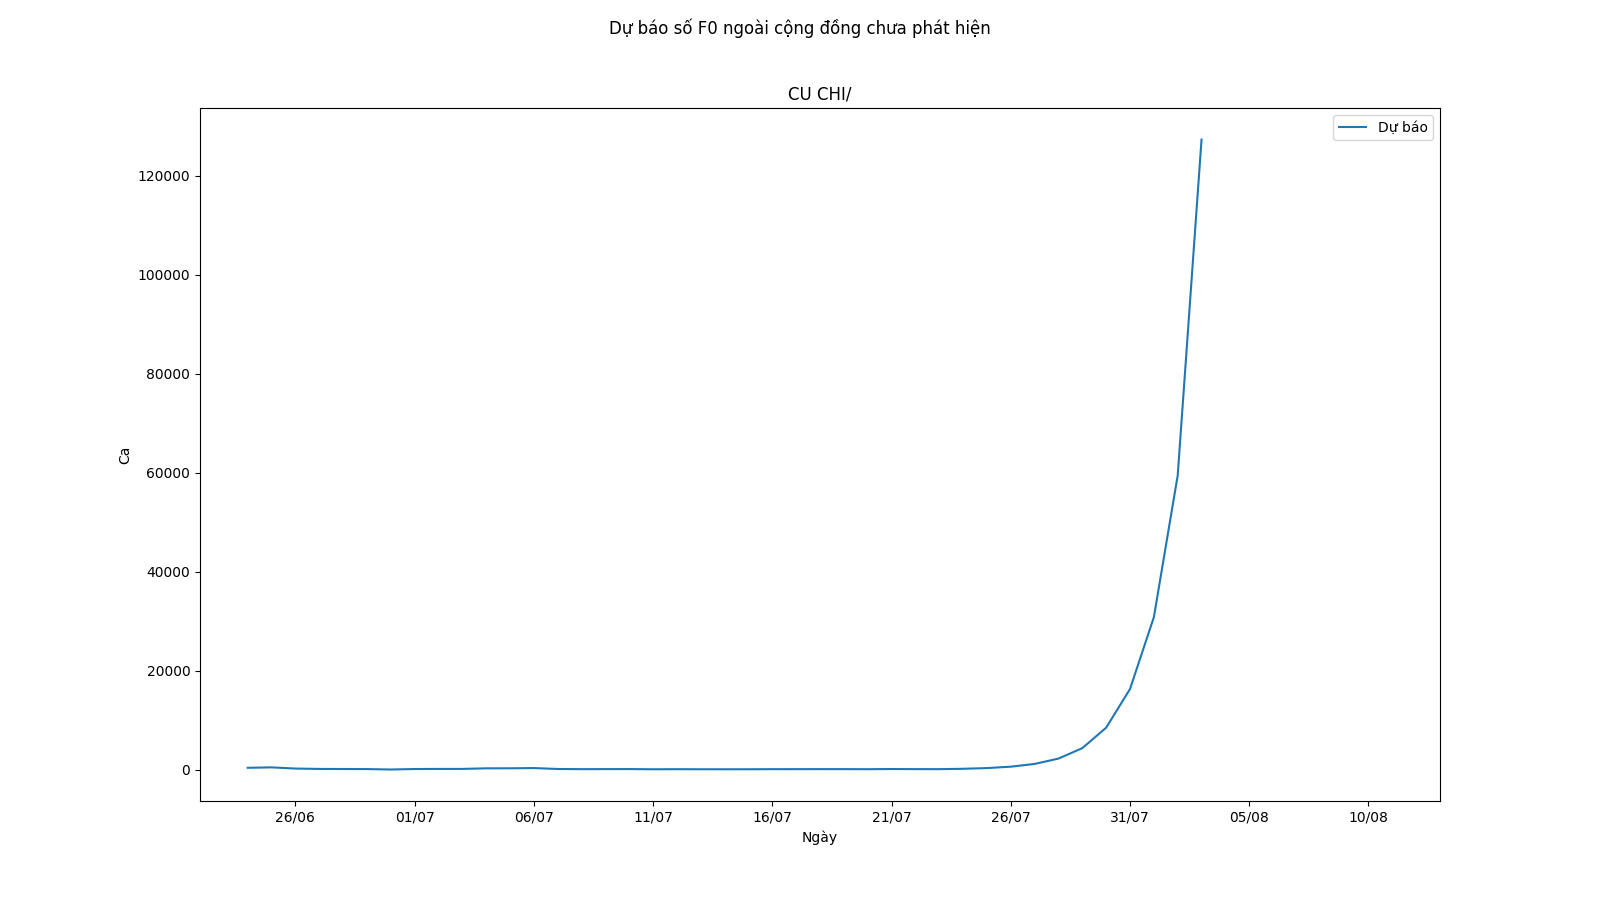 Dự báo số F0 ngoài cộng đồng chưa phát hiện
CU CHI/
Dự báo
120000
100000
80000
60000
40000
20000
0
Ca
26/06 01/07 06/07 11/07 16/07 21/07 26/07 31/07 05/08 10/08
Ngày